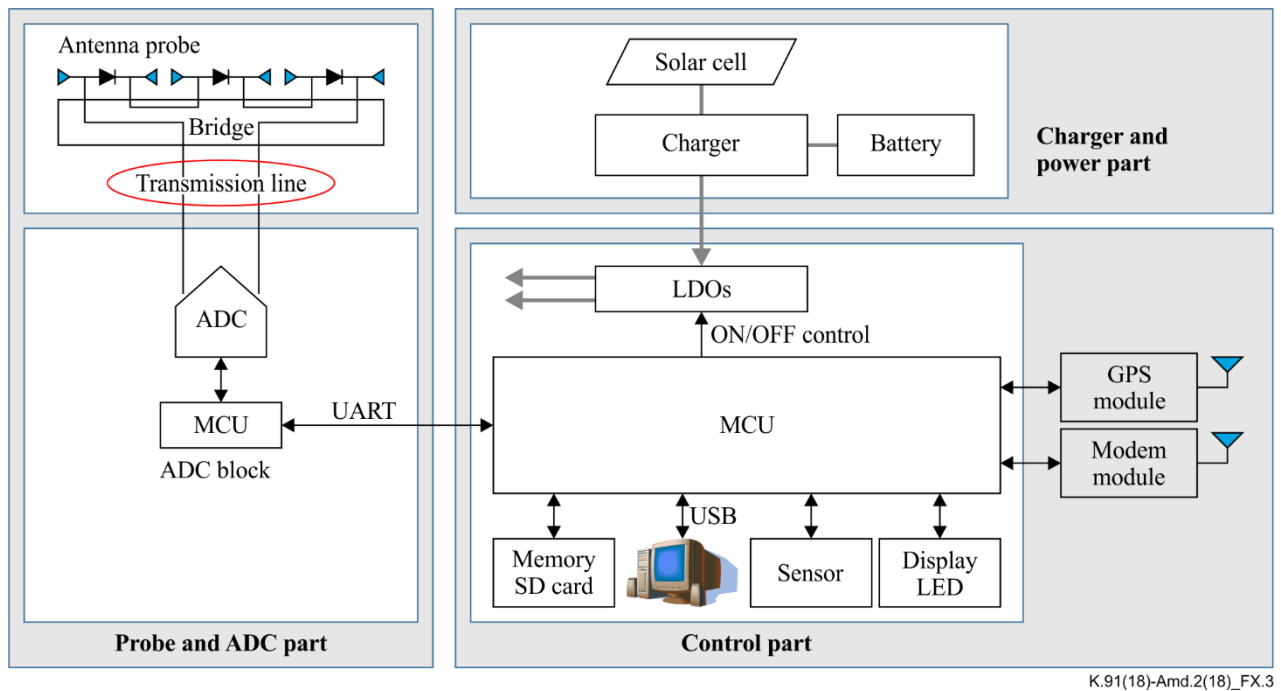 Antenna probe
Bridge
Transmission line
ADC
MCU
ADC block
UART
Probe and ADC part
Solar cell
Charger
Battery
Charger and
power part
LDOs
ON/OFF control
MCU
GPS
module
Modem
module
USB
Memory
SD card
Sensor
Display
LED
Control part
K.91(18)-Amd.2(18)_FX.3